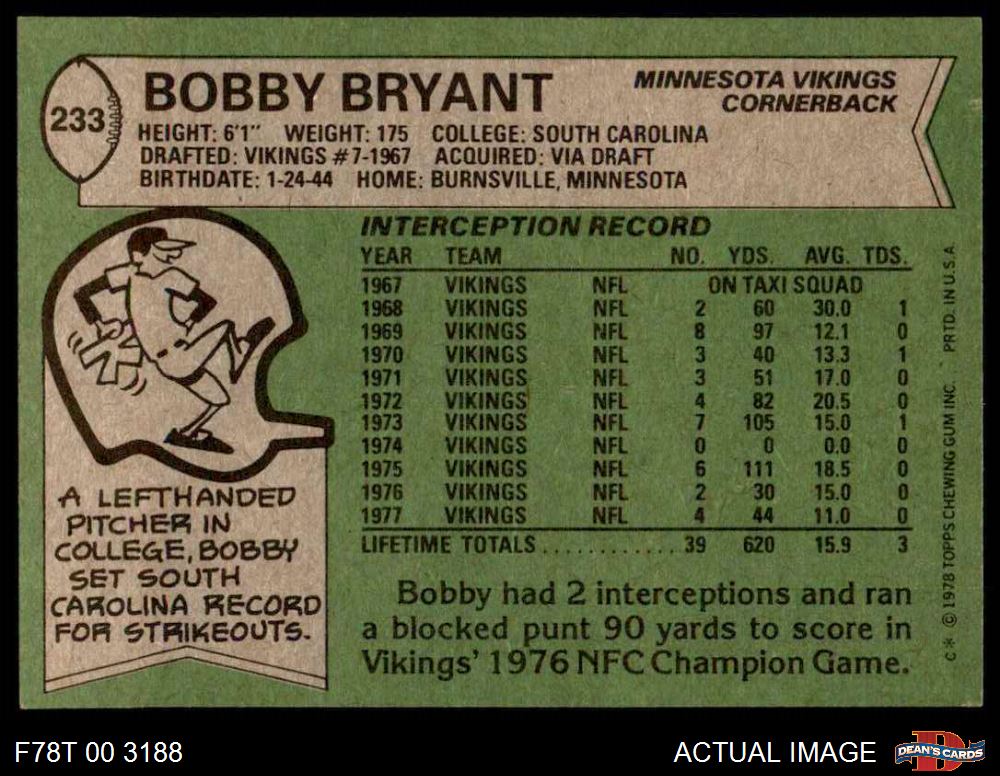 233
BOBBY BRYANT
MINNESOTA VIKINGS
CORNERBACK
HEIGHT: 6'1" WEIGHT: 175 COLLEGE: SOUTH CAROLINA
DRAFTED: VIKINGS #7-1967 ACQUIRED: VIA DRAFT
BIRTHDATE: 1-24-44 HOME: BURNSVILLE, MINNESOTA
INTERCEPTION RECORD
YEAR TEAM NO. YDS. AVG. TDS.
1967 VIKINGS NFL ON TAXI SQUAD
1968 VIKINGS NFL 2 60 30.0 1
1969 VIKINGS NFL 8 97 12.1 0
1970 VIKINGS NFL 3 40 13.3 1
1971 VIKINGS NFL 3 51 17.0 0
1972 VIKINGS NFL 4 82 20.5 0
1973 VIKINGS NFL 7 105 15.0 1
1974 VIKINGS NFL 0 0 0.0 0
1975 VIKINGS NFL 6 111 18.5 0
1976 VIKINGS NFL 2 30 15.0 0
1977 VIKINGS NFL 4 44 11.0 0
LIFETIME TOTALS............ 39 620 15.9 3
A LEFTHANDED
PITCHER IN
COLLEGE, BOBBY
SET SOUTH
CAROLINA RECORD
FOR STRIKEOUTS.
Bobby had 2 interceptions and ran
a blocked punt 90 yards to score in
Vikings' 1976 NFC Champion Game.
C* © 1978 TOPPS CHEWING GUM INC. PRTD. IN U.S.A
F78T 00 3188
ACTUAL IMAGE
DEAN'S CARDS